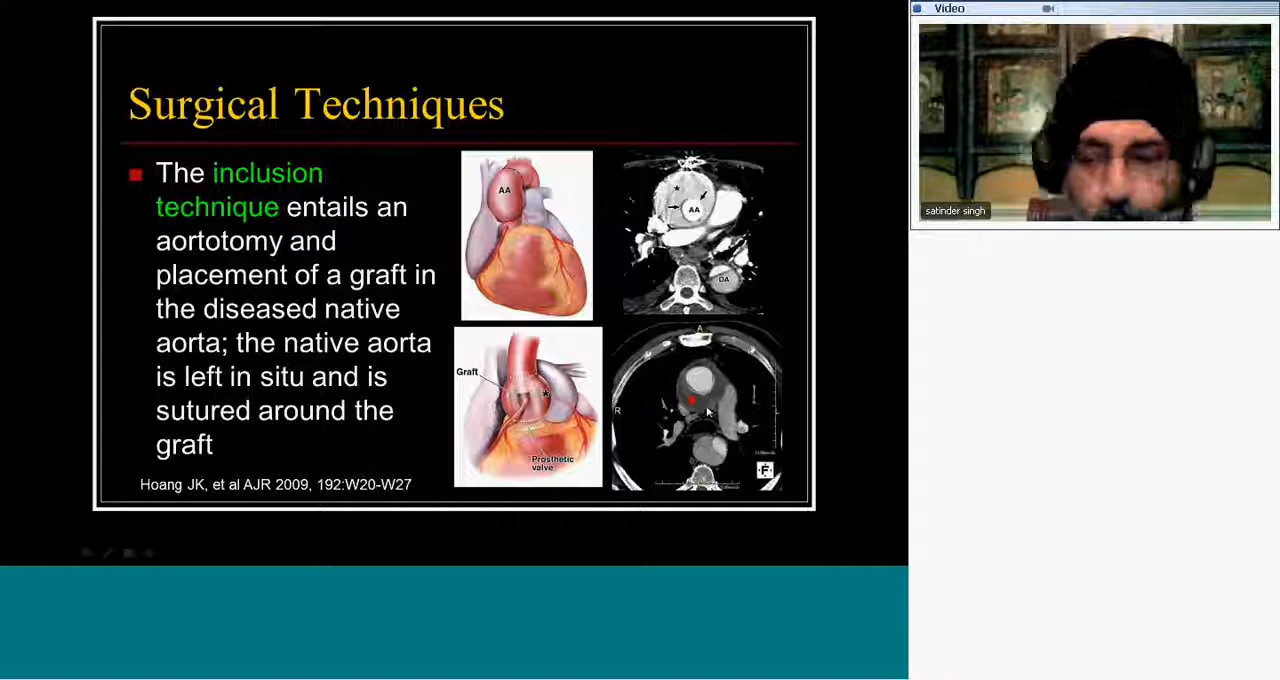 Video
Surgical Techniques
The inclusion
technique entails an
aortotomy and
placement of a graft in
the diseased native
aorta; the native aorta
is left in situ and is
sutured around the
graft
Hoang JK, et al AJR 2009, 192:W20-W27
AA
AA
DA
Graft
Prosthetic
valve
A
R
F
satinder singh